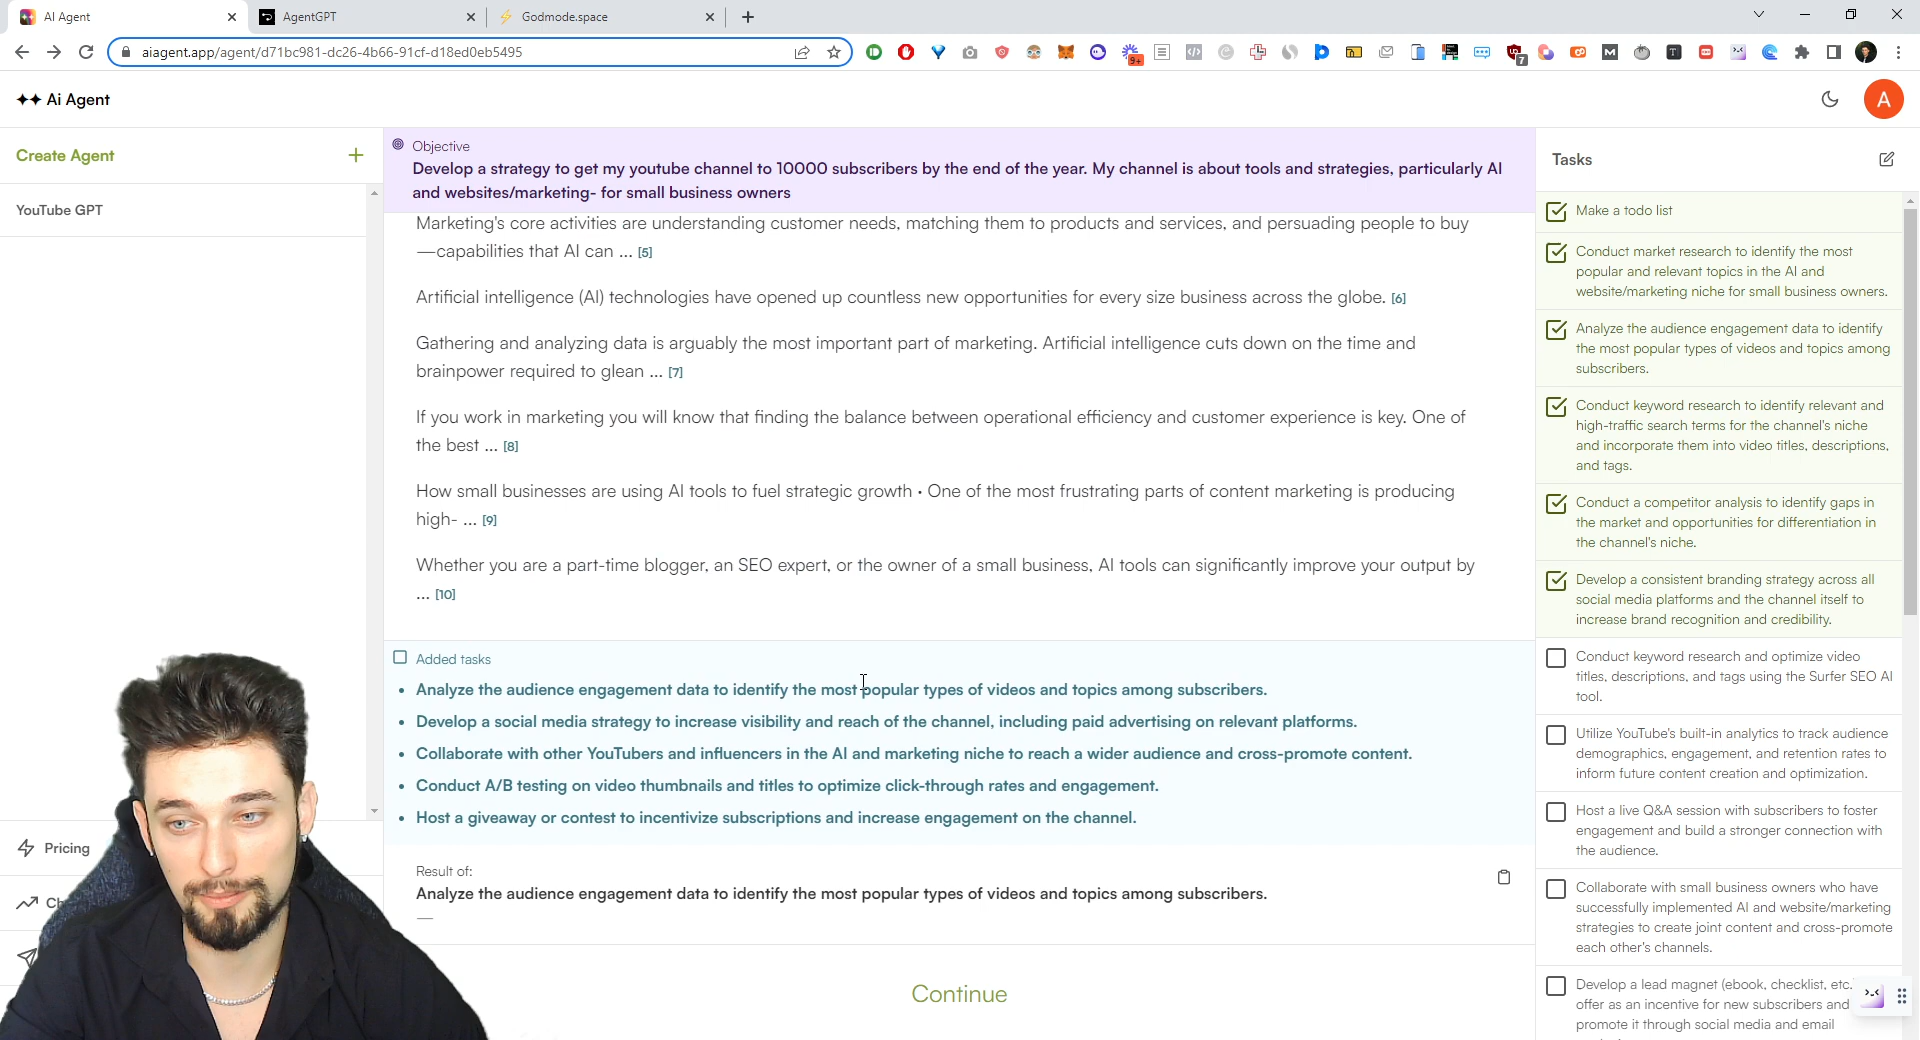 AI Agent
AgentGPT
Godmode.space
aiagent.app/agent/d71bc981-dc26-4b66-91cf-d18ed0eb5495
9+
7
Ai Agent
A
Create Agent
YouTube GPT
Pricing
Objective
Develop a strategy to get my youtube channel to 10000 subscribers by the end of the year. My channel is about tools and strategies, particularly AI
and websites/marketing- for small business owners
Marketing's core activities are understanding customer needs, matching them to products and services, and persuading people to buy
—capabilities that AI can ... [5]
Artificial intelligence (AI) technologies have opened up countless new opportunities for every size business across the globe. [6]
Gathering and analyzing data is arguably the most important part of marketing. Artificial intelligence cuts down on the time and
brainpower required to glean ... [7]
If you work in marketing you will know that finding the balance between operational efficiency and customer experience is key. One of
the best ... [8]
How small businesses are using AI tools to fuel strategic growth · One of the most frustrating parts of content marketing is producing
high- ... [9]
Whether you are a part-time blogger, an SEO expert, or the owner of a small business, AI tools can significantly improve your output by
... [10]
Added tasks
• Analyze the audience engagement data to identify the most popular types of videos and topics among subscribers.
• Develop a social media strategy to increase visibility and reach of the channel, including paid advertising on relevant platforms.
• Collaborate with other YouTubers and influencers in the AI and marketing niche to reach a wider audience and cross-promote content.
• Conduct A/B testing on video thumbnails and titles to optimize click-through rates and engagement.
• Host a giveaway or contest to incentivize subscriptions and increase engagement on the channel.
Result of:
Analyze the audience engagement data to identify the most popular types of videos and topics among subscribers.
—
Continue
Tasks
Make a todo list
Conduct market research to identify the most
popular and relevant topics in the AI and
website/marketing niche for small business owners.
Analyze the audience engagement data to identify
the most popular types of videos and topics among
subscribers.
Conduct keyword research to identify relevant and
high-traffic search terms for the channel's niche
and incorporate them into video titles, descriptions,
and tags.
Conduct a competitor analysis to identify gaps in
the market and opportunities for differentiation in
the channel's niche.
Develop a consistent branding strategy across all
social media platforms and the channel itself to
increase brand recognition and credibility.
Conduct keyword research and optimize video
titles, descriptions, and tags using the Surfer SEO AI
tool.
Utilize YouTube's built-in analytics to track audience
demographics, engagement, and retention rates to
inform future content creation and optimization.
Host a live Q&A session with subscribers to foster
engagement and build a stronger connection with
the audience.
Collaborate with small business owners who have
successfully implemented AI and website/marketing
strategies to create joint content and cross-promote
each other's channels.
Develop a lead magnet (ebook, checklist, etc.
offer as an incentive for new subscribers and
promote it through social media and email